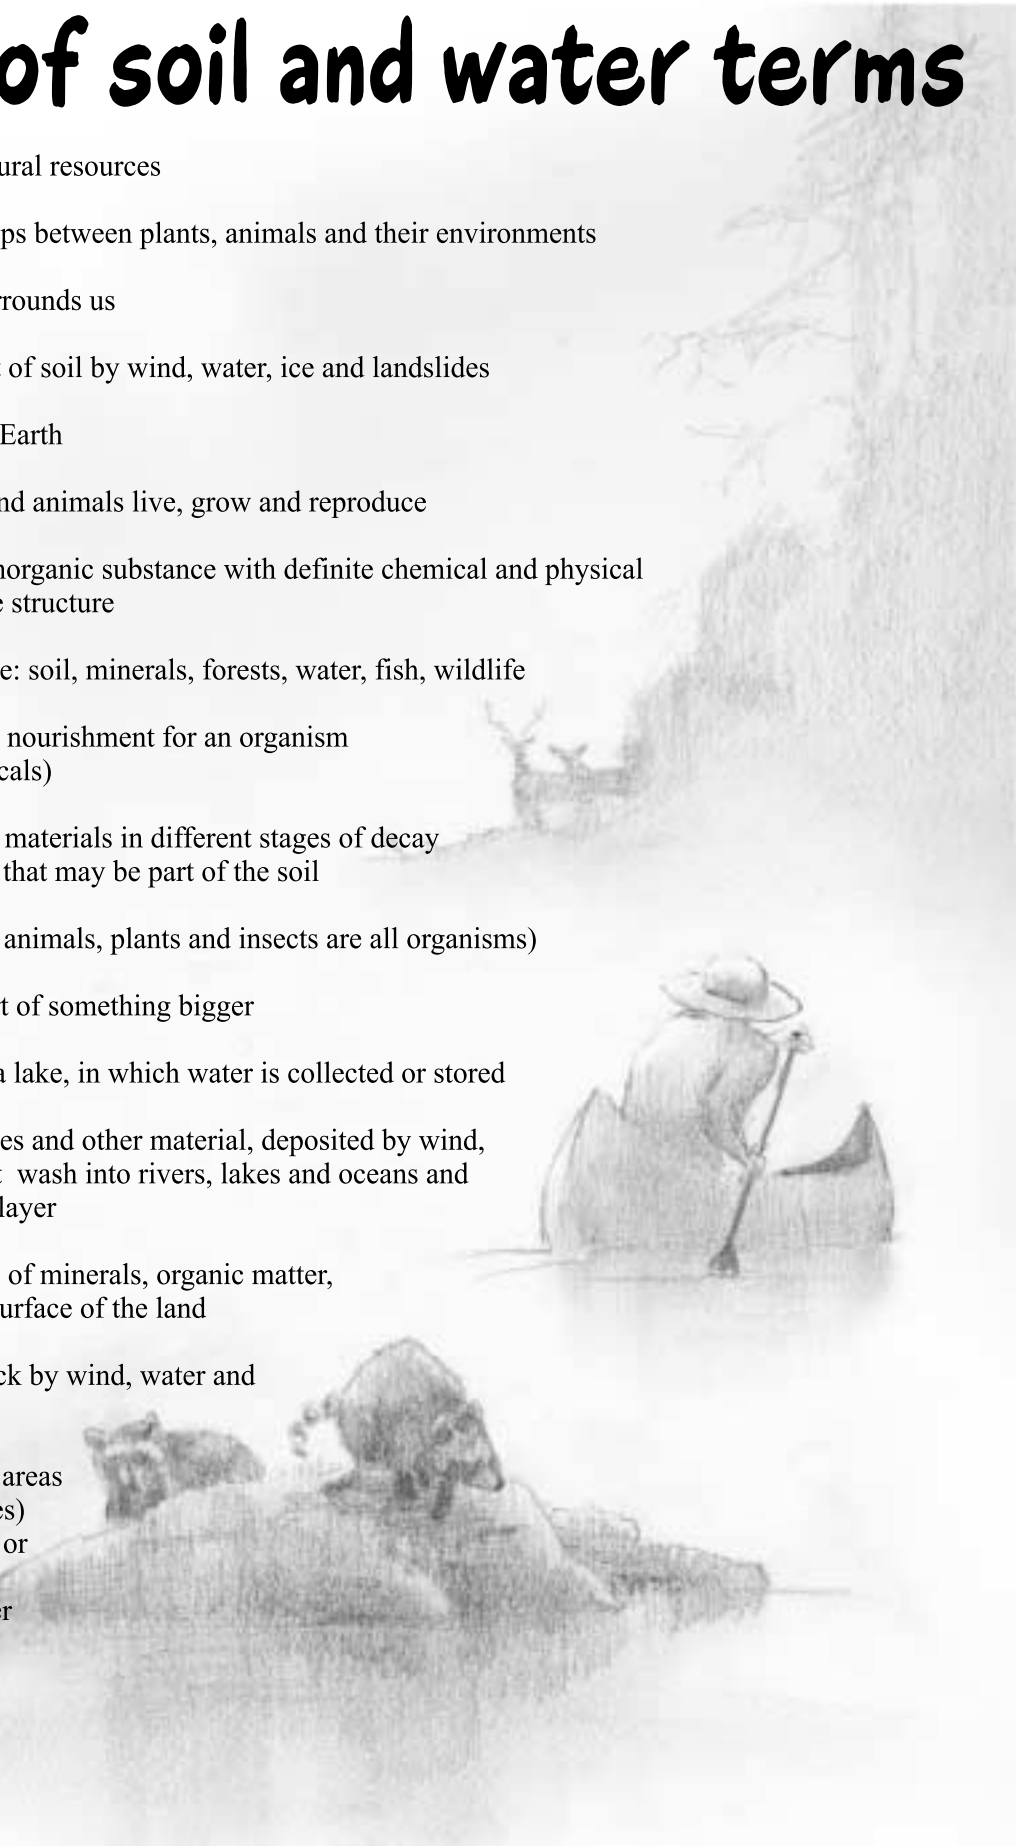 of soil and water terms
ural resources
ps between plants, animals and their environments
rrounds us
t of soil by wind, water, ice and landslides
Earth
nd animals live, grow and reproduce
norganic substance with definite chemical and physical
e structure
e: soil, minerals, forests, water, fish, wildlife
nourishment for an organism
cals)
materials in different stages of decay
that may be part of the soil
animals, plants and insects are all organisms)
t of something bigger
a lake, in which water is collected or stored
es and other material, deposited by wind,
t wash into rivers, lakes and oceans and
layer
of minerals, organic matter,
urface of the land
ck by wind, water and
areas
es)
or
er